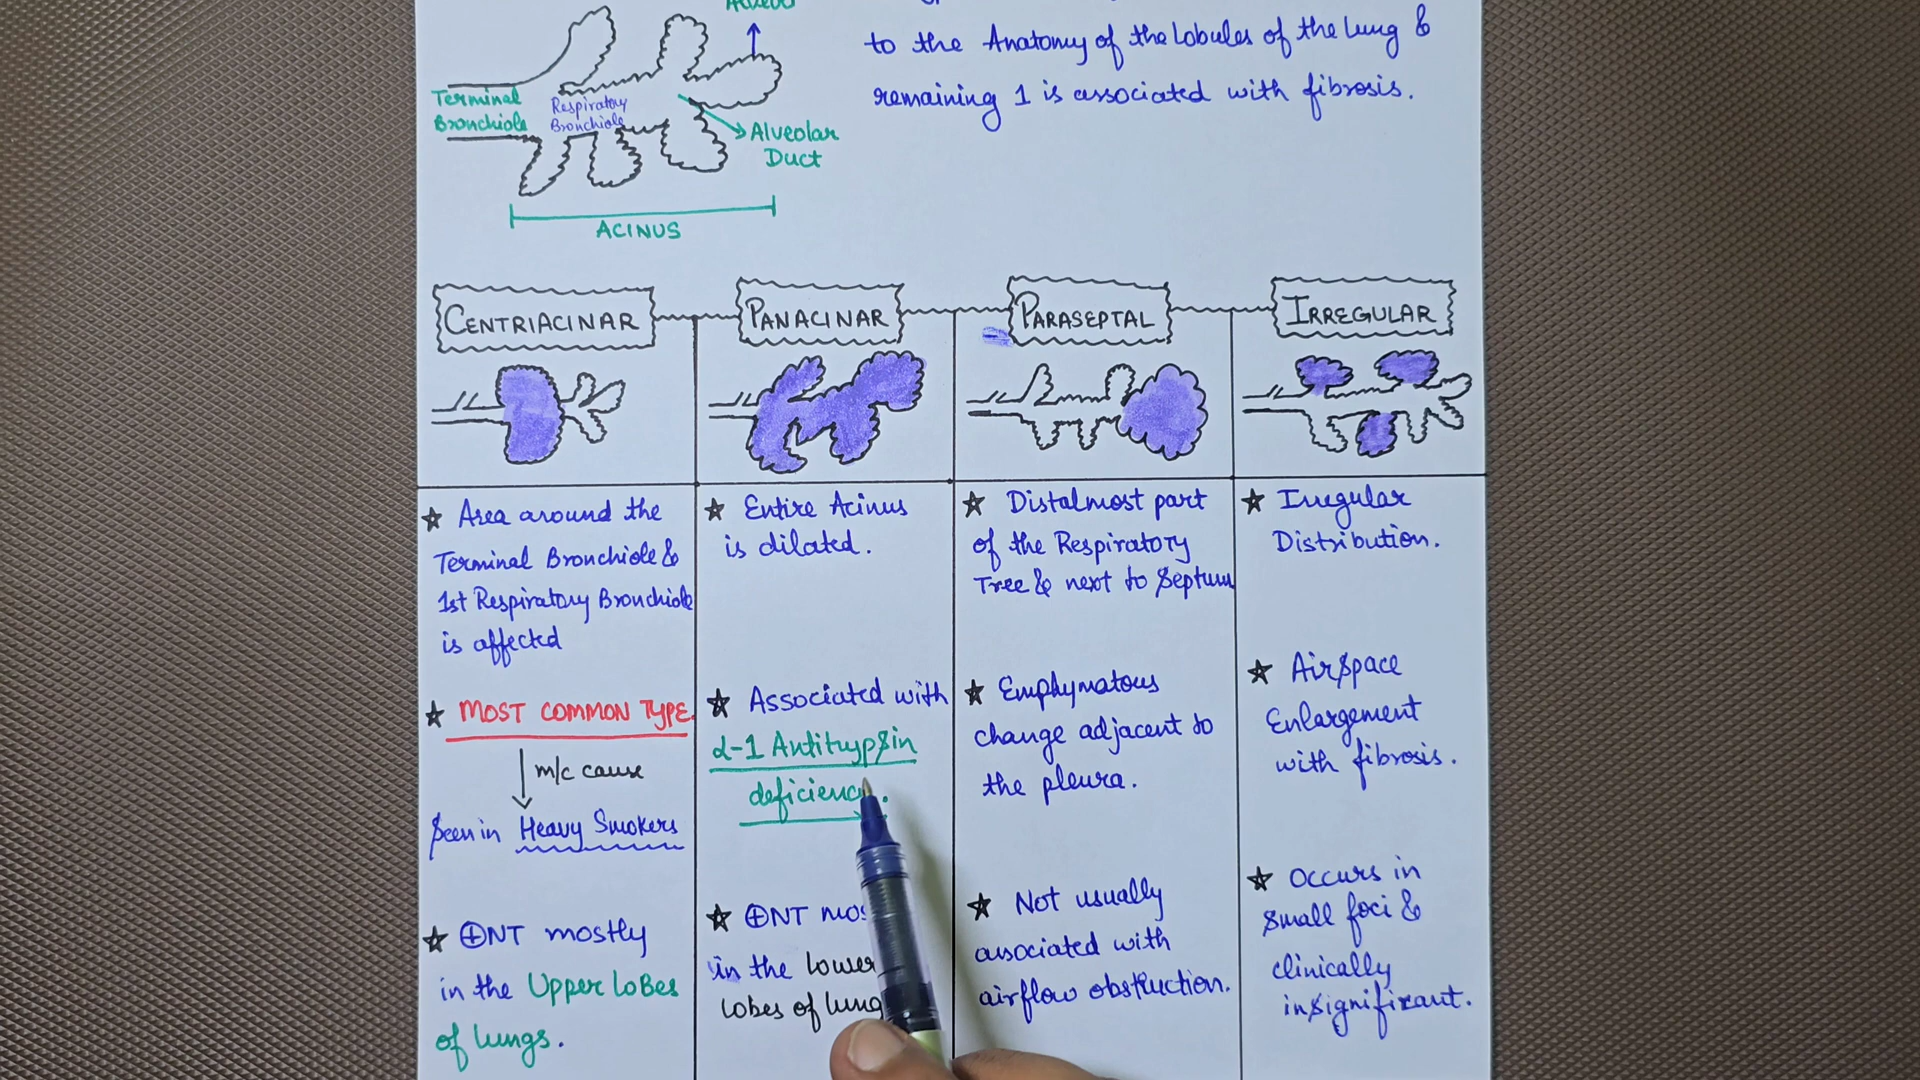 to the Anatomy of the Lobules of the Lung &
remaining 1 is associated with fibrosis.
Terminal
Bronchiole
Respiratory
Bronchiole
Alveolar
Duct
ACINUS
CENTRIACINAR
PANACINAR
PARASEPTAL
IRREGULAR
☆ Area around the
Terminal Bronchiole &
1st Respiratory Bronchiole
is affected
☆ MOST COMMON TYPE.
m/c cause
Seen in Heavy Smokers
☆ ⊕NT mostly
in the Upper Lobes
of lungs.
☆ Entire Acinus
is dilated.
☆ Associated with
α-1 Antitrypsin
deficiency.
☆ ⊕NT
in the lower
lobes of lung
☆ Distalmost part
of the Respiratory
Tree & next to Septum
☆ Emphymatous
change adjacent to
the pleura.
☆ Not usually
associated with
airflow obstruction.
☆ Irregular
Distribution.
☆ Airspace
Enlargement
with fibrosis.
☆ Occurs in
small foci &
clinically
insignificant.